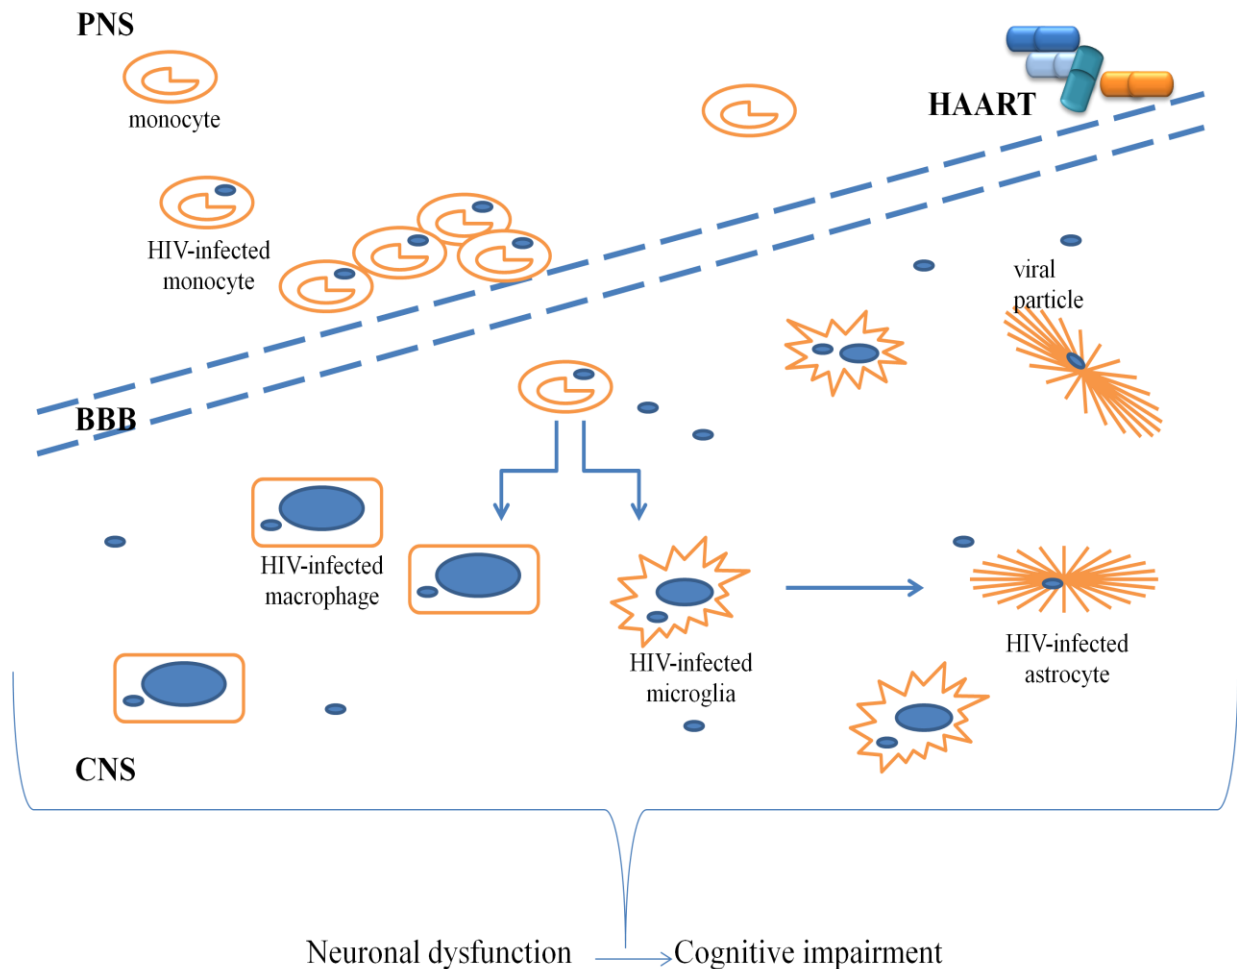 PNS
monocyte
HAART
HIV-infected
monocyte
viral
particle
BBB
HIV-infected
macrophage
HIV-infected
microglia
HIV-infected
astrocyte
CNS
Neuronal dysfunction
Cognitive impairment